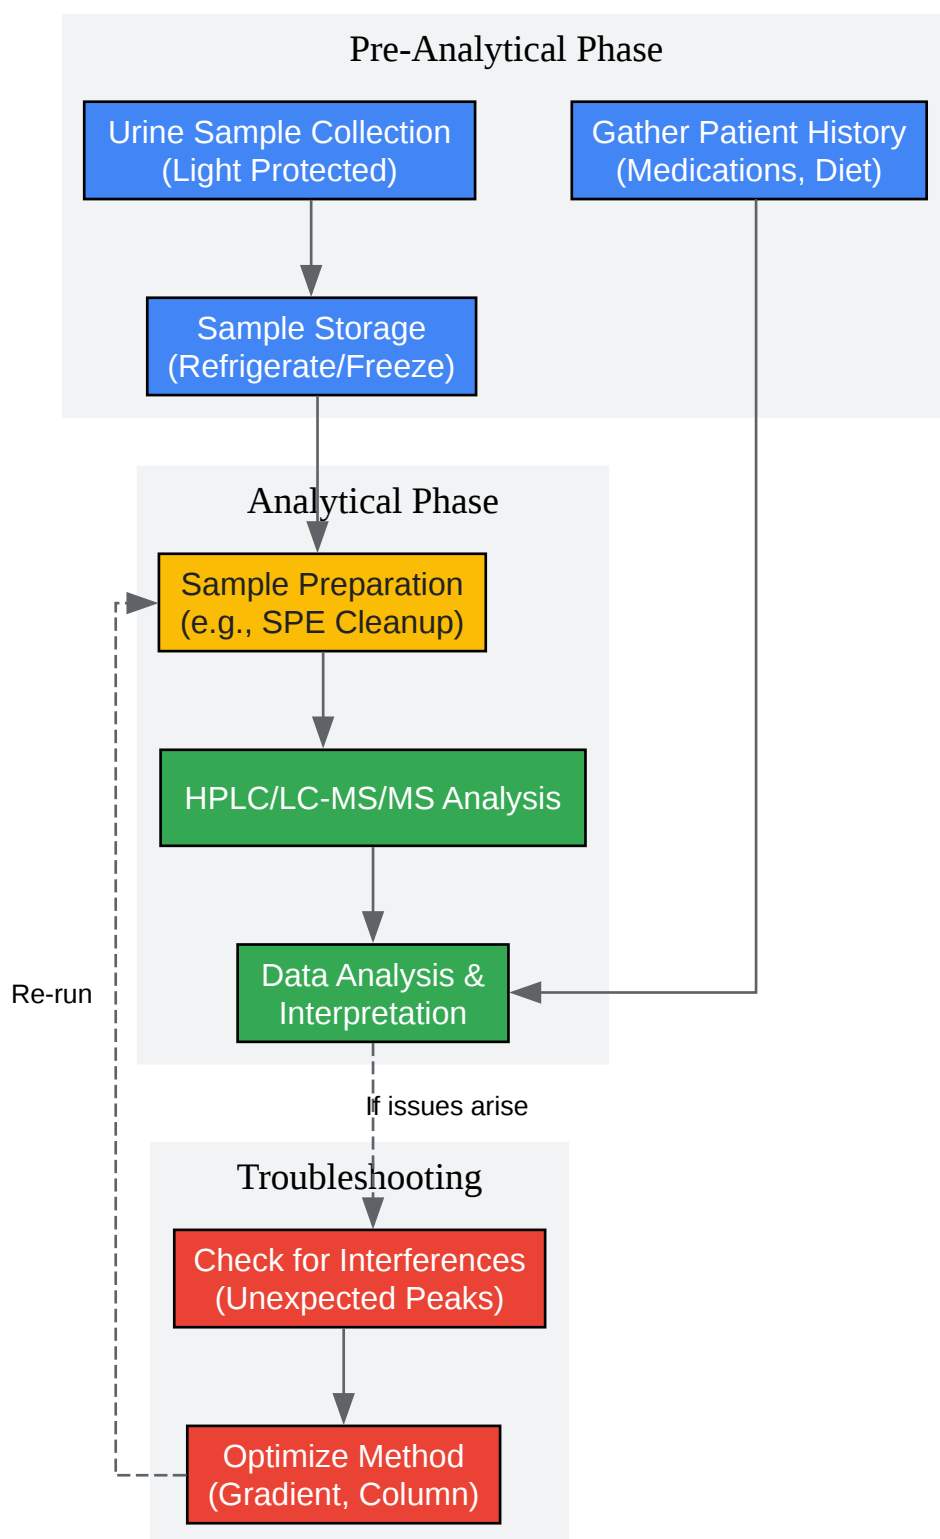 Pre-Analytical Phase
Urine Sample Collection
(Light Protected)
Gather Patient History
(Medications, Diet)
Sample Storage
(Refrigerate/Freeze)
Analytical Phase
Sample Preparation
(e.g., SPE Cleanup)
HPLC/LC-MS/MS Analysis
Data Analysis &
Interpretation
Re-run
If issues arise
Troubleshooting
Check for Interferences
(Unexpected Peaks)
Optimize Method
(Gradient, Column)